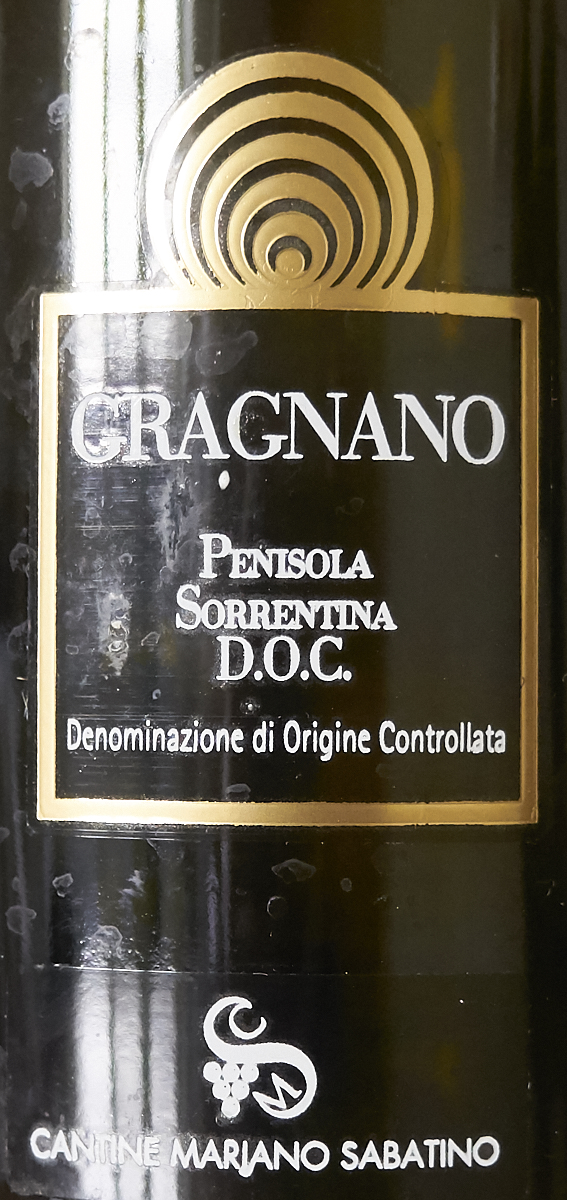 GRAGNANO
PENISOLA
SORRENTINA
D.O.C.
Denominazione di Origine Controllata
CANTINE MARIANO SABATINO